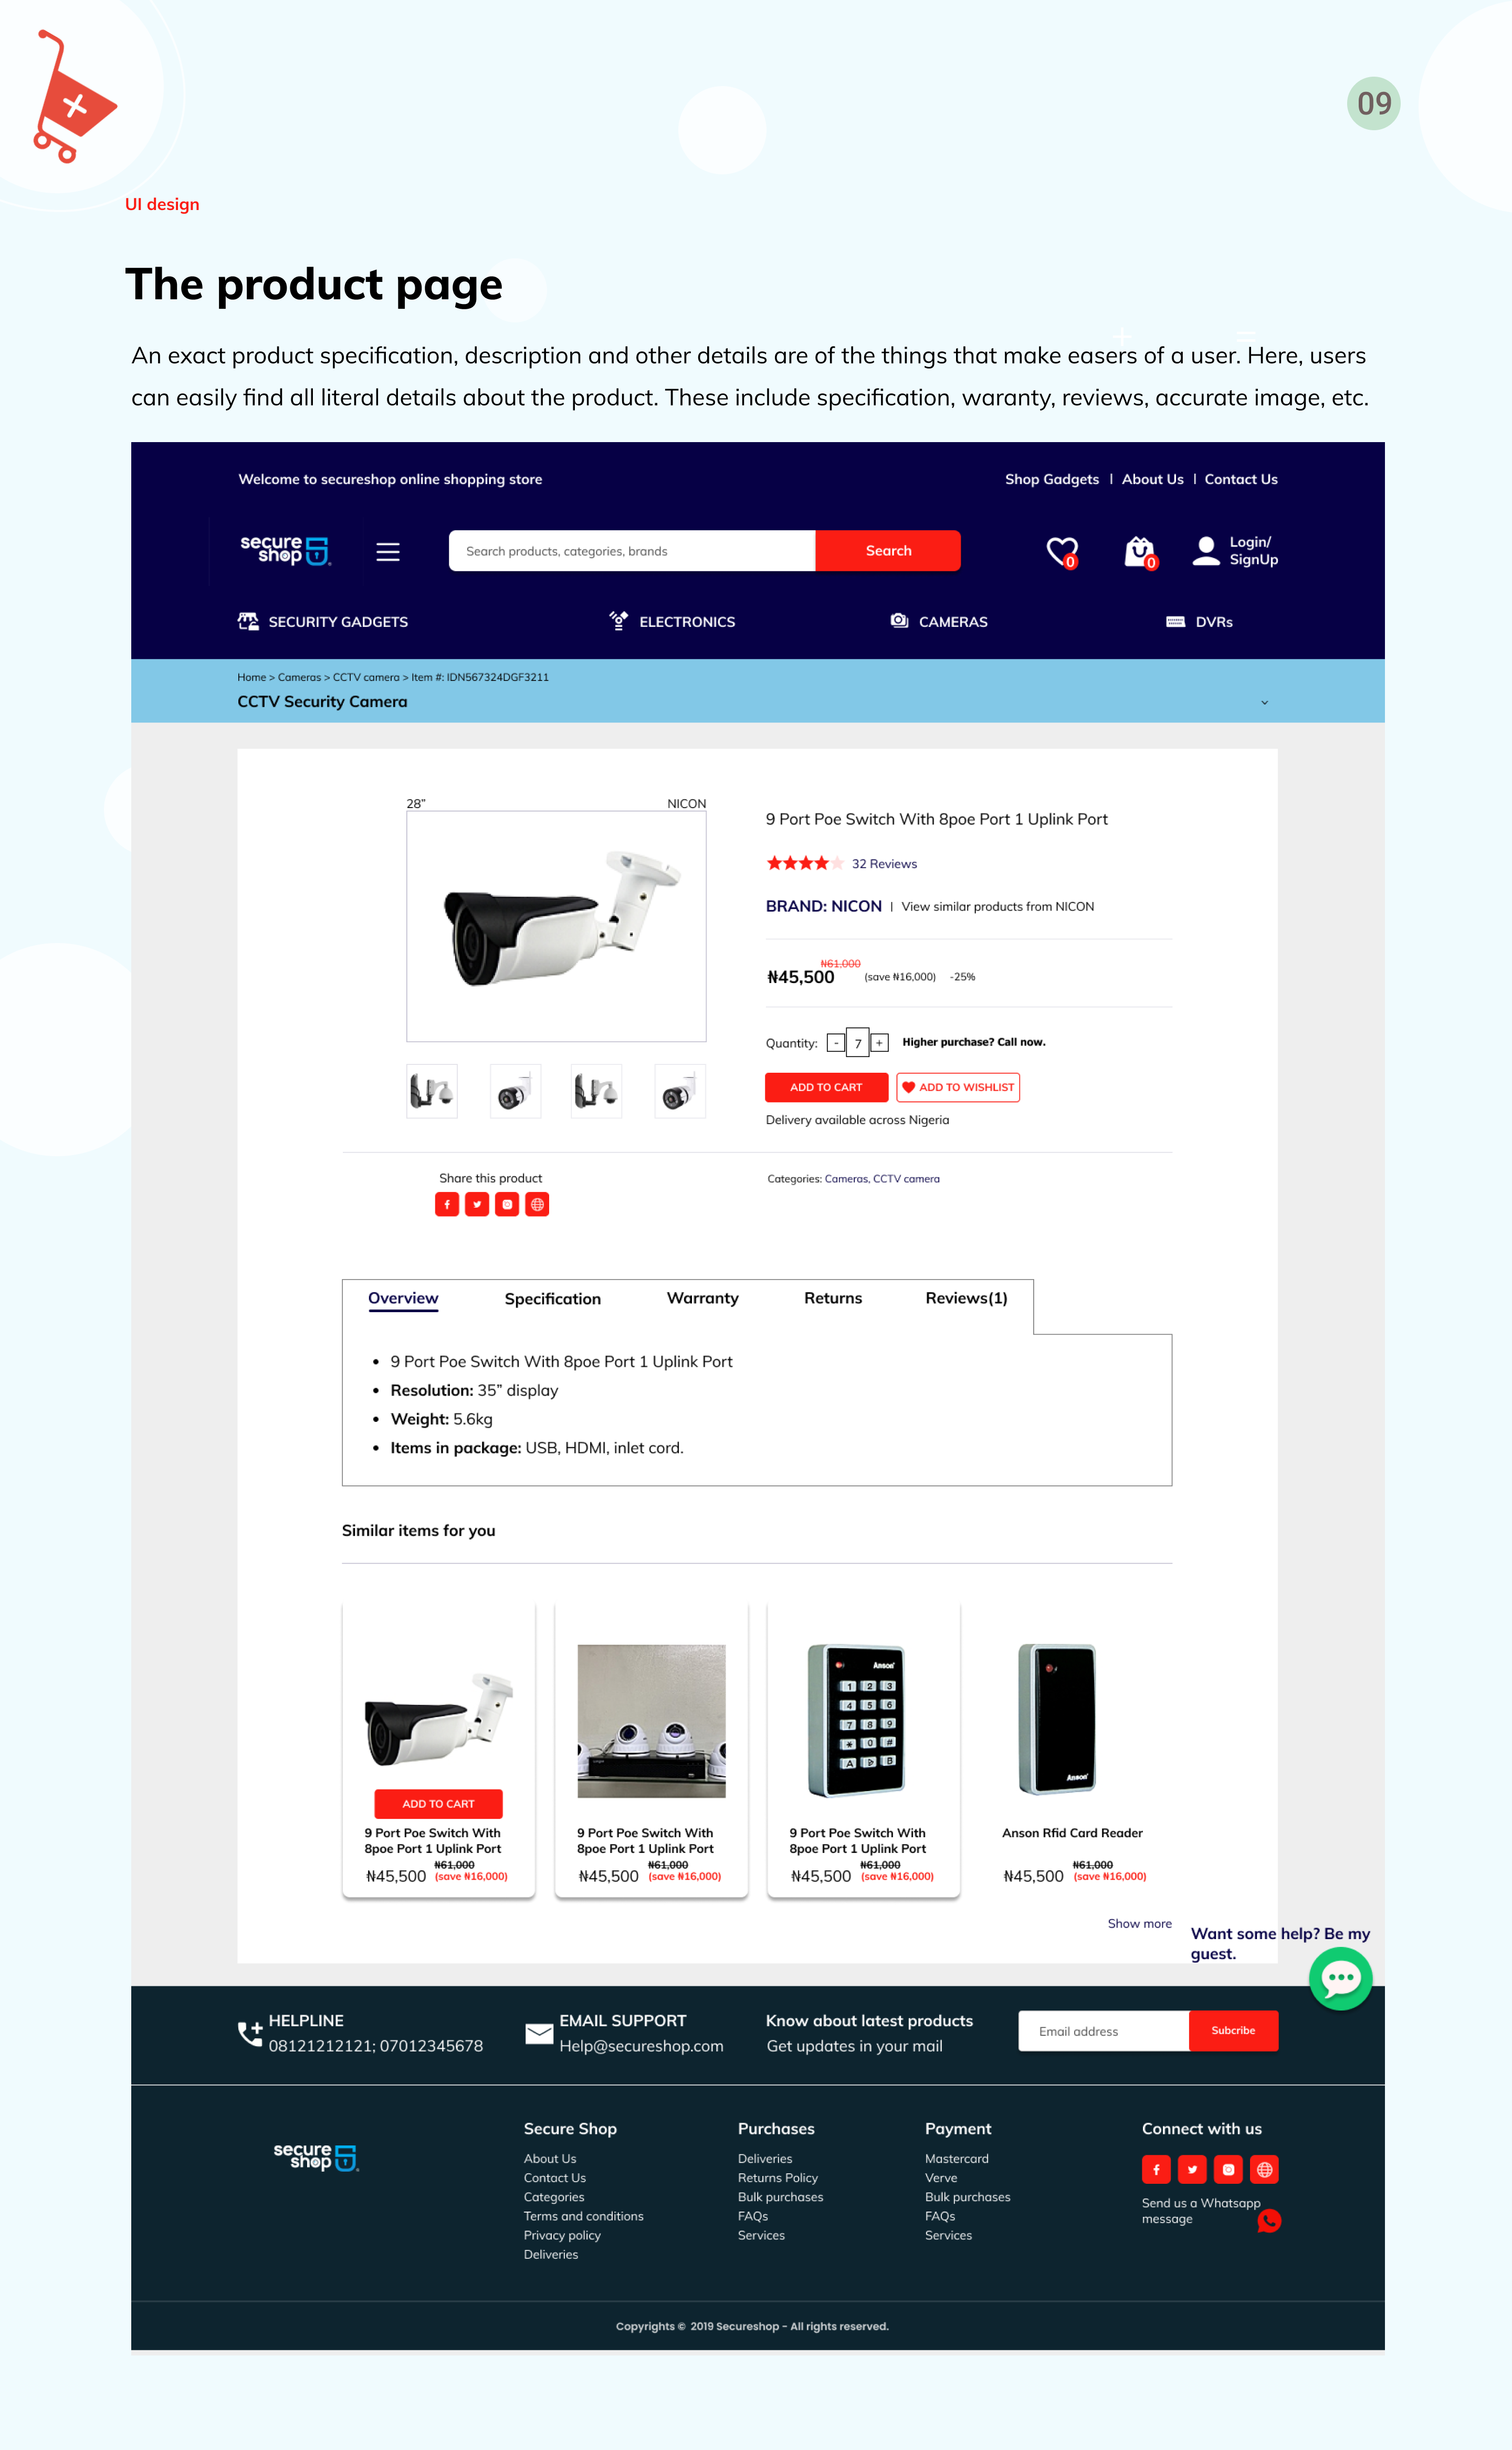 09
UI design
The product page
An exact product specification, description and other details are of the things that make easers of a user. Here, users
can easily find all literal details about the product. These include specification, waranty, reviews, accurate image, etc.
Welcome to secureshop online shopping store
Shop Gadgets | About Us | Contact Us
secure
shop
Search products, categories, brands
Search
0
0
Login/
SignUp
SECURITY GADGETS
ELECTRONICS
CAMERAS
DVRs
Home > Cameras > CCTV camera > Item #: IDN567324DGF3211
CCTV Security Camera
28”
NICON
9 Port Poe Switch With 8poe Port 1 Uplink Port
32 Reviews
BRAND: NICON | View similar products from NICON
₦61,000
₦45,500 (save ₦16,000) -25%
Quantity: - 7 + Higher purchase? Call now.
ADD TO CART
ADD TO WISHLIST
Delivery available across Nigeria
Share this product
Categories: Cameras, CCTV camera
Overview
Specification
Warranty
Returns
Reviews(1)
• 9 Port Poe Switch With 8poe Port 1 Uplink Port
• Resolution: 35” display
• Weight: 5.6kg
• Items in package: USB, HDMI, inlet cord.
Similar items for you
ADD TO CART
9 Port Poe Switch With
8poe Port 1 Uplink Port
₦61,000
₦45,500 (save ₦16,000)
9 Port Poe Switch With
8poe Port 1 Uplink Port
₦61,000
₦45,500 (save ₦16,000)
Anson
1 2 3
4 5 6
7 8 9
* 0 #
A B
9 Port Poe Switch With
8poe Port 1 Uplink Port
₦61,000
₦45,500 (save ₦16,000)
Anson
Anson Rfid Card Reader
₦61,000
₦45,500 (save ₦16,000)
Show more
Want some help? Be my
guest.
HELPLINE
08121212121; 07012345678
EMAIL SUPPORT
Help@secureshop.com
Know about latest products
Get updates in your mail
Email address
Subcribe
secure
shop
Secure Shop
About Us
Contact Us
Categories
Terms and conditions
Privacy policy
Deliveries
Purchases
Deliveries
Returns Policy
Bulk purchases
FAQs
Services
Payment
Mastercard
Verve
Bulk purchases
FAQs
Services
Connect with us
Send us a Whatsapp
message
Copyrights © 2019 Secureshop - All rights reserved.